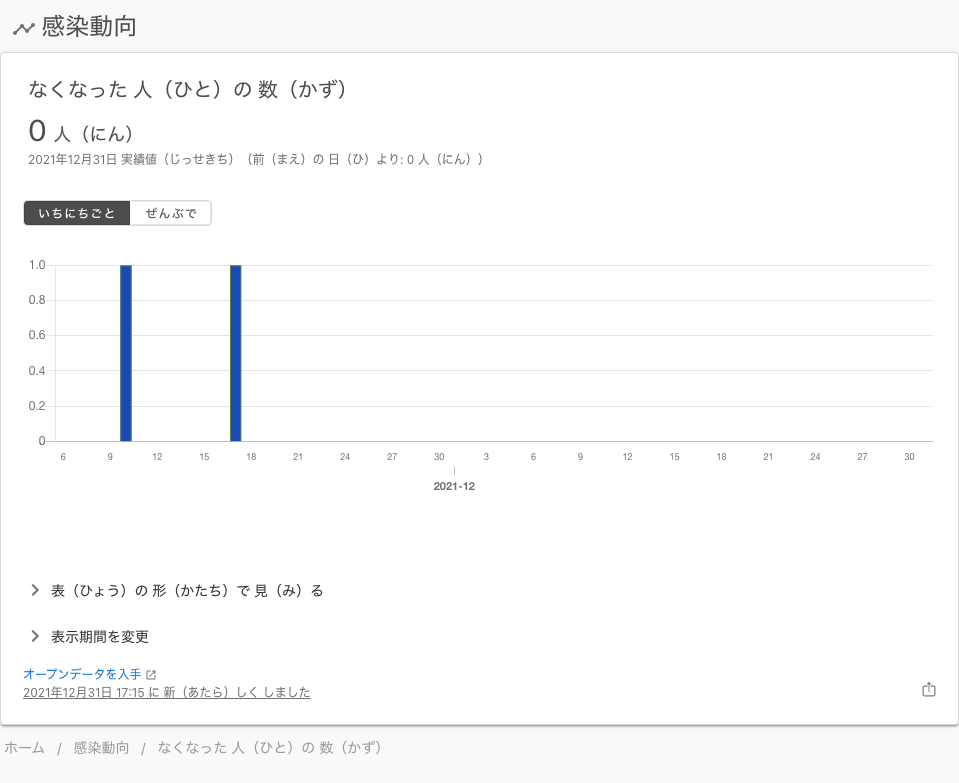 感染動向
なくなった 人（ひと）の 数（かず）
0 人（にん）
2021年12月31日 実績値（じっせきち）（前（まえ）の 日（ひ）より: 0 人（にん））
いちにちごと ぜんぶで
1.0
0.8
0.6
0.4
0.2
0
6 9 12 15 18 21 24 27 30 3 6 9 12 15 18 21 24 27 30
2021-12
表（ひょう）の 形（かたち）で 見（み）る
表示期間を変更
オープンデータを入手
2021年12月31日 17:15 に 新（あたら）しく しました
ホーム / 感染動向 / なくなった 人（ひと）の 数（かず）